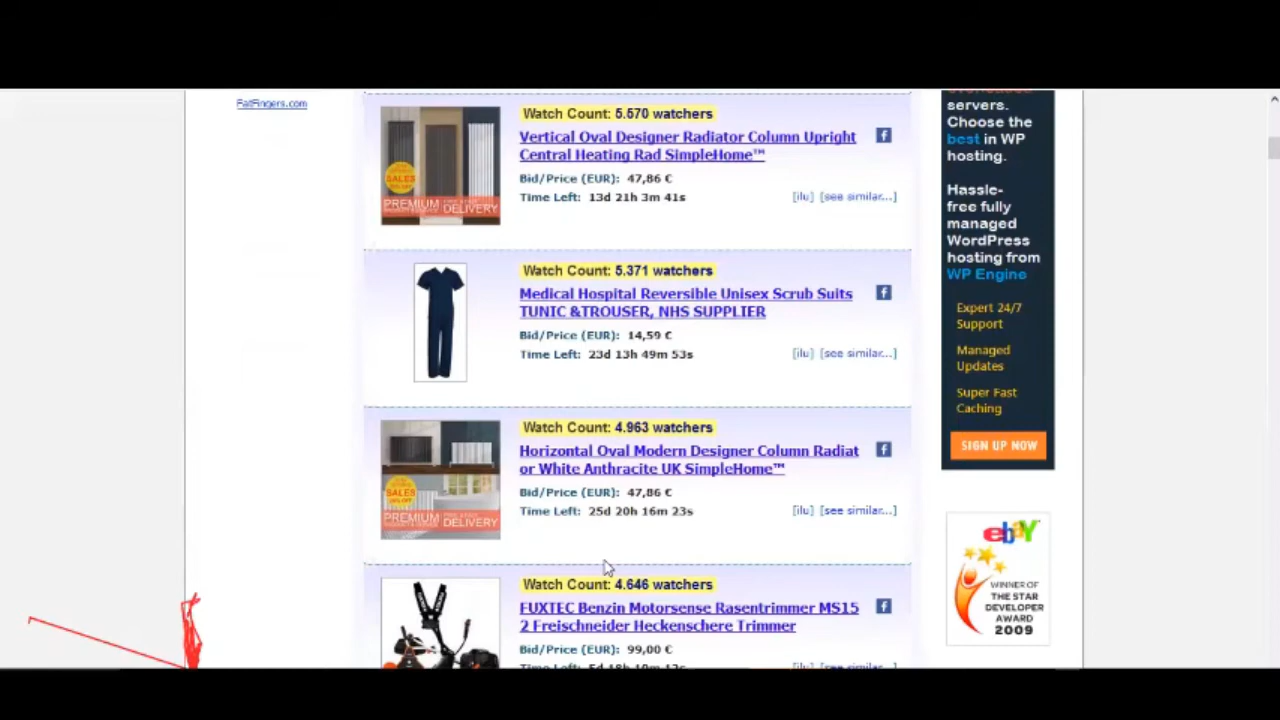 FatFingers.com
Watch Count: 5.570 watchers
Vertical Oval Designer Radiator Column Upright
Central Heating Rad SimpleHome™
Bid/Price (EUR): 47,86 €
Time Left: 13d 21h 3m 41s
[ilu] [see similar...]
SALES
PREMIUM
DELIVERY
Watch Count: 5.371 watchers
Medical Hospital Reversible Unisex Scrub Suits
TUNIC &TROUSER, NHS SUPPLIER
Bid/Price (EUR): 14,59 €
Time Left: 23d 13h 49m 53s
[ilu] [see similar...]
Watch Count: 4.963 watchers
Horizontal Oval Modern Designer Column Radiat
or White Anthracite UK SimpleHome™
Bid/Price (EUR): 47,86 €
Time Left: 25d 20h 16m 23s
[ilu] [see similar...]
SALES
PREMIUM
DELIVERY
Watch Count: 4.646 watchers
FUXTEC Benzin Motorsense Rasentrimmer MS15
2 Freischneider Heckenschere Trimmer
Bid/Price (EUR): 99,00 €
servers.
Choose the
best in WP
hosting.
Hassle-
free fully
managed
WordPress
hosting from
WP Engine
Expert 24/7
Support
Managed
Updates
Super Fast
Caching
SIGN UP NOW
ebay
WINNER OF
THE STAR
DEVELOPER
AWARD
2009